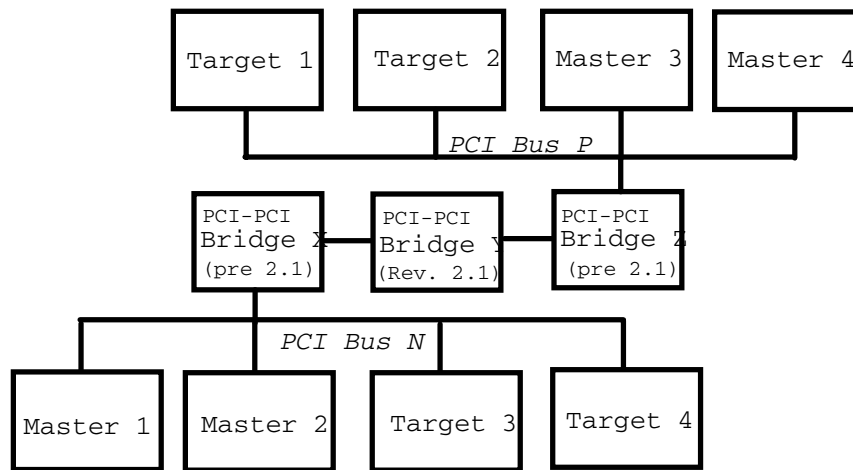 Target 1
Target 2
Master 3
Master 4
PCI Bus P
PCI-PCI
Bridge X
(pre 2.1)
PCI-PCI
Bridge Y
(Rev. 2.1)
PCI-PCI
Bridge Z
(pre 2.1)
PCI Bus N
Master 1
Master 2
Target 3
Target 4